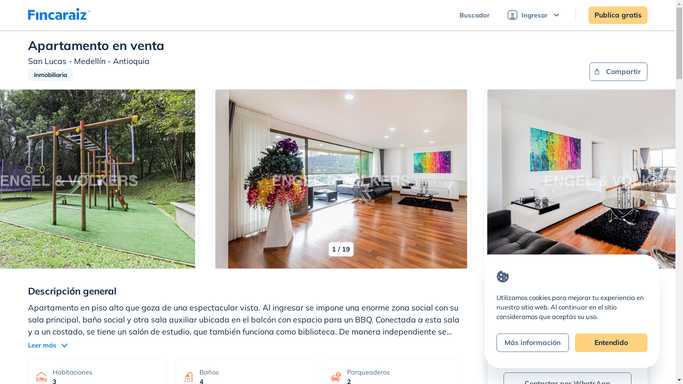 Fincaraiz
Buscador
Ingresar
Publica gratis
Apartamento en venta
San Lucas - Medellín - Antioquia
Inmobiliaria
Compartir
ENGEL & VÖLKERS
ENGEL & VÖLKERS
ENGEL & VÖLKERS
1 / 19
Descripción general
Apartamento en piso alto que goza de una espectacular vista. Al ingresar se impone una enorme zona social con su
sala principal, baño social y otra sala auxiliar ubicada en el balcón con espacio para un BBQ. Conectada a esta sala
y a un costado, se tiene un salón de estudio, que también funciona como biblioteca. De manera independiente se...
Leer más
Habitaciones
3
Baños
4
Parqueaderos
2
Utilizamos cookies para mejorar tu experiencia en
nuestro sitio web. Al continuar en el sitio
consideramos que aceptas su uso.
Más información
Entendido
Contactar por WhatsApp